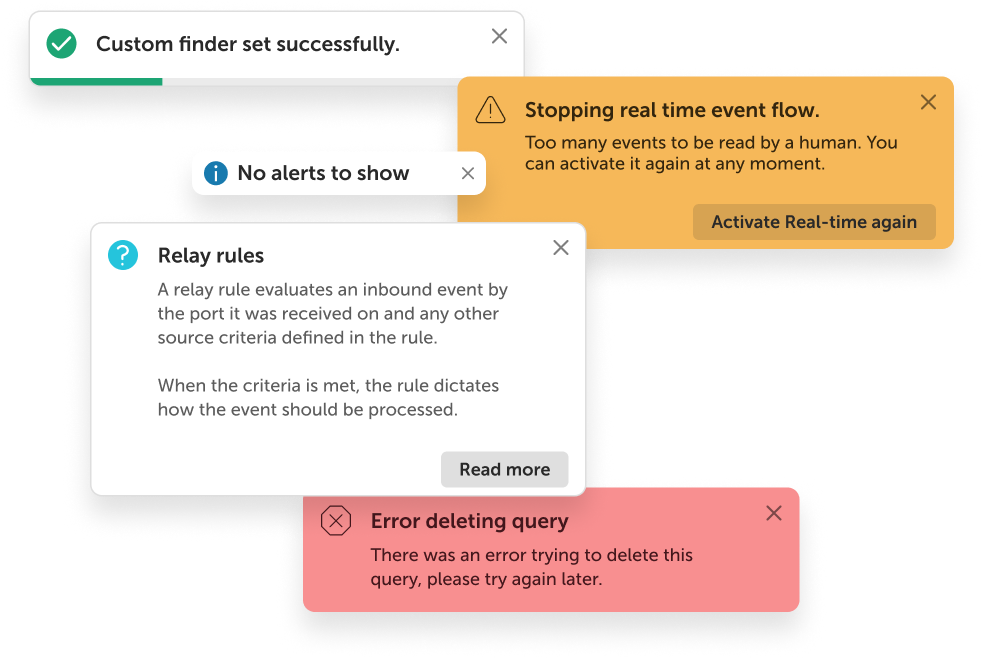 Custom finder set successfully.
Stopping real time event flow.
Too many events to be read by a human. You
can activate it again at any moment.
Activate Real-time again
No alerts to show
Relay rules
A relay rule evaluates an inbound event by
the port it was received on and any other
source criteria defined in the rule.
When the criteria is met, the rule dictates
how the event should be processed.
Read more
Error deleting query
There was an error trying to delete this
query, please try again later.